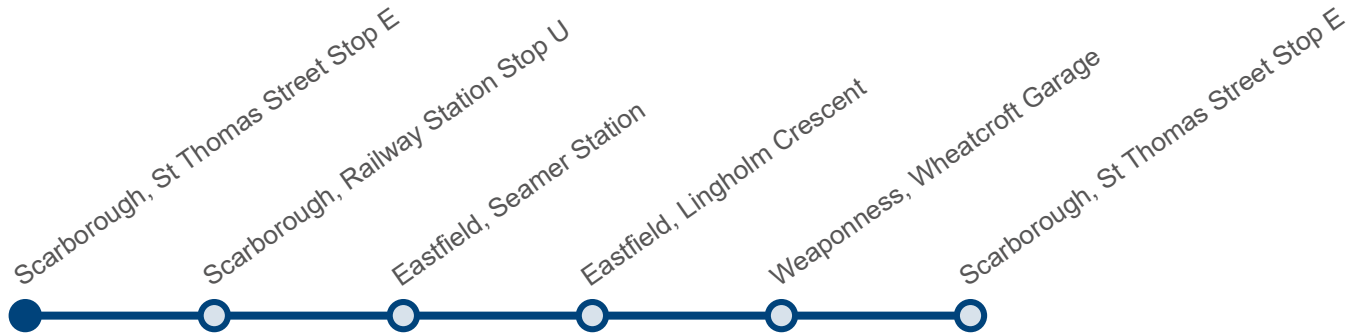 Scarborough, St Thomas Street Stop E
Scarborough, Railway Station Stop U
Eastfield, Seamer Station
Eastfield, Lingholm Crescent
Weaponness, Wheatcroft Garage
Scarborough, St Thomas Street Stop E